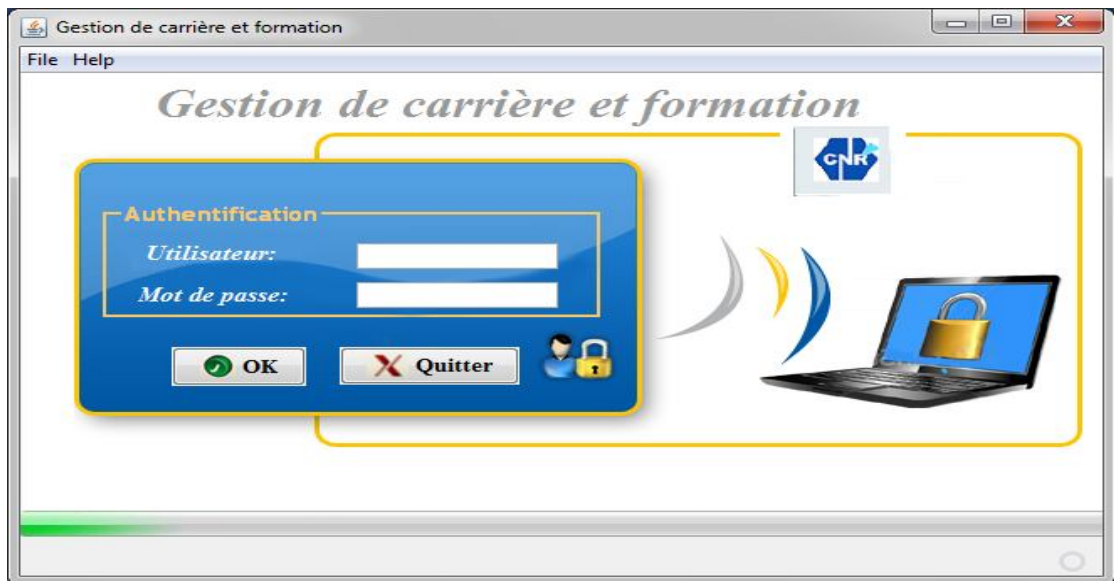 Gestion de carrière et formation
File Help
Gestion de carrière et formation
CNR
Authentification
Utilisateur:
Mot de passe:
OK
Quitter